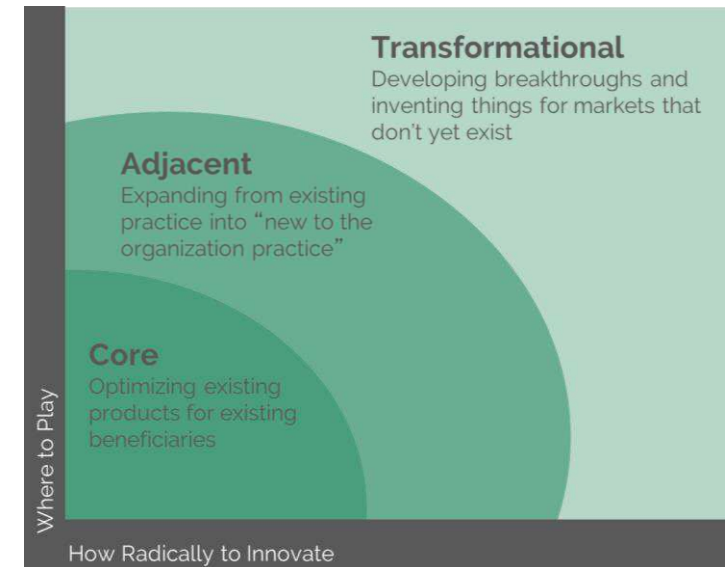 Transformational
Developing breakthroughs and
inventing things for markets that
don't yet exist
Adjacent
Expanding from existing
practice into “new to the
organization practice”
Core
Optimizing existing
products for existing
beneficiaries
Where to Play
How Radically to Innovate